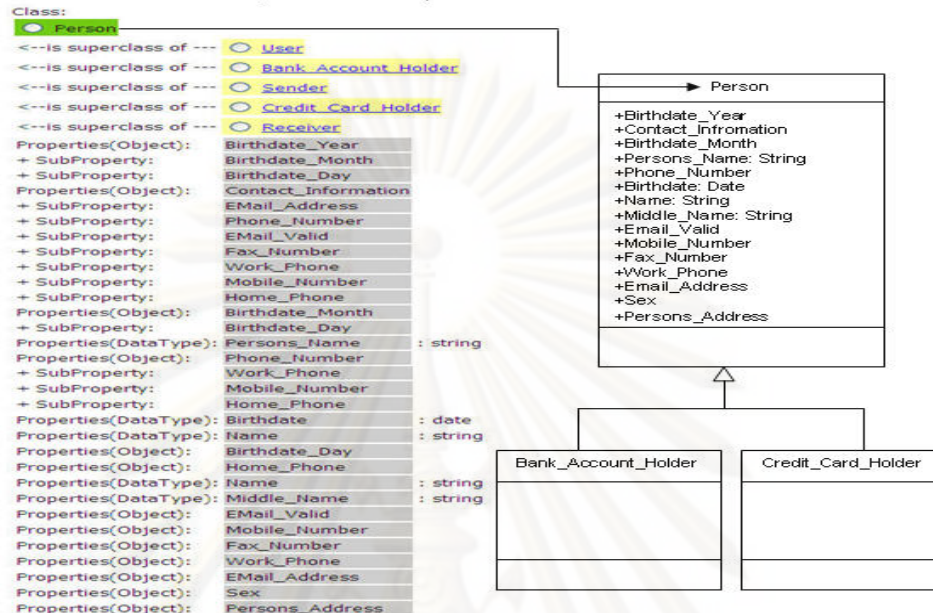 Class:
Person
<--is superclass of --- User
<--is superclass of --- Bank_Account_Holder
<--is superclass of --- Sender
<--is superclass of --- Credit_Card_Holder
<--is superclass of --- Receiver
Properties(Object): Birthdate_Year
+ SubProperty: Birthdate_Month
+ SubProperty: Birthdate_Day
Properties(Object): Contact_Information
+ SubProperty: EMail_Address
+ SubProperty: Phone_Number
+ SubProperty: EMail_Valid
+ SubProperty: Fax_Number
+ SubProperty: Work_Phone
+ SubProperty: Mobile_Number
+ SubProperty: Home_Phone
Properties(Object): Birthdate_Month
+ SubProperty: Birthdate_Day
Properties(DataType): Persons_Name : string
Properties(Object): Phone_Number
+ SubProperty: Work_Phone
+ SubProperty: Mobile_Number
+ SubProperty: Home_Phone
Properties(DataType): Birthdate : date
Properties(DataType): Name : string
Properties(Object): Birthdate_Day
Properties(Object): Home_Phone
Properties(DataType): Name : string
Properties(DataType): Middle_Name : string
Properties(Object): EMail_Valid
Properties(Object): Mobile_Number
Properties(Object): Fax_Number
Properties(Object): Work_Phone
Properties(Object): EMail_Address
Properties(Object): Sex
Properties(Object): Persons_Address
Person
+Birthdate_Year
+Contact_Infromation
+Birthdate_Month
+Persons_Name: String
+Phone_Number
+Birthdate: Date
+Name: String
+Middle_Name: String
+Email_Valid
+Mobile_Number
+Fax_Number
+Work_Phone
+Email_Address
+Sex
+Persons_Address
Bank_Account_Holder
Credit_Card_Holder